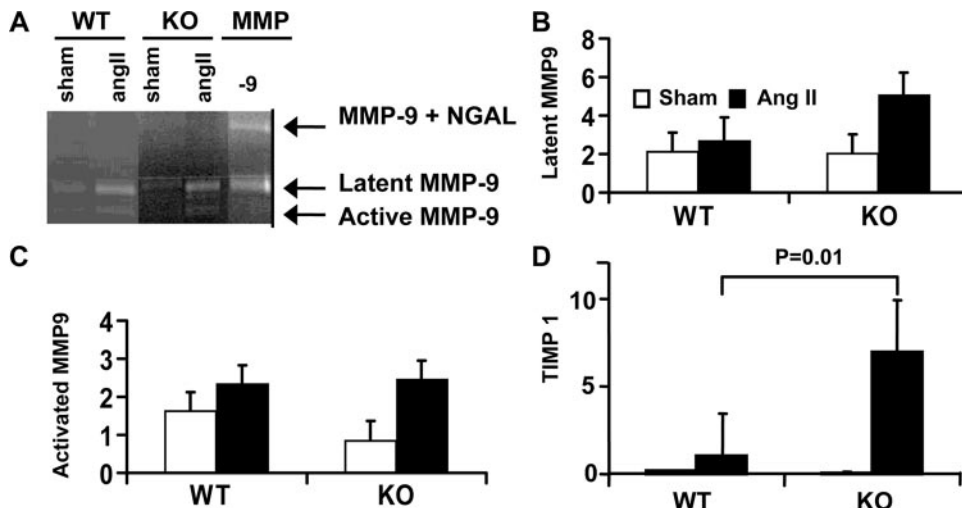 A
WT KO MMP
sham angII sham angII -9
MMP-9 + NGAL
Latent MMP-9
Active MMP-9
B
Latent MMP9
8
6
4
2
0
Sham Ang II
WT KO
C
Activated MMP9
4
3
2
1
0
WT KO
D
P=0.01
TIMP 1
10
5
0
WT KO